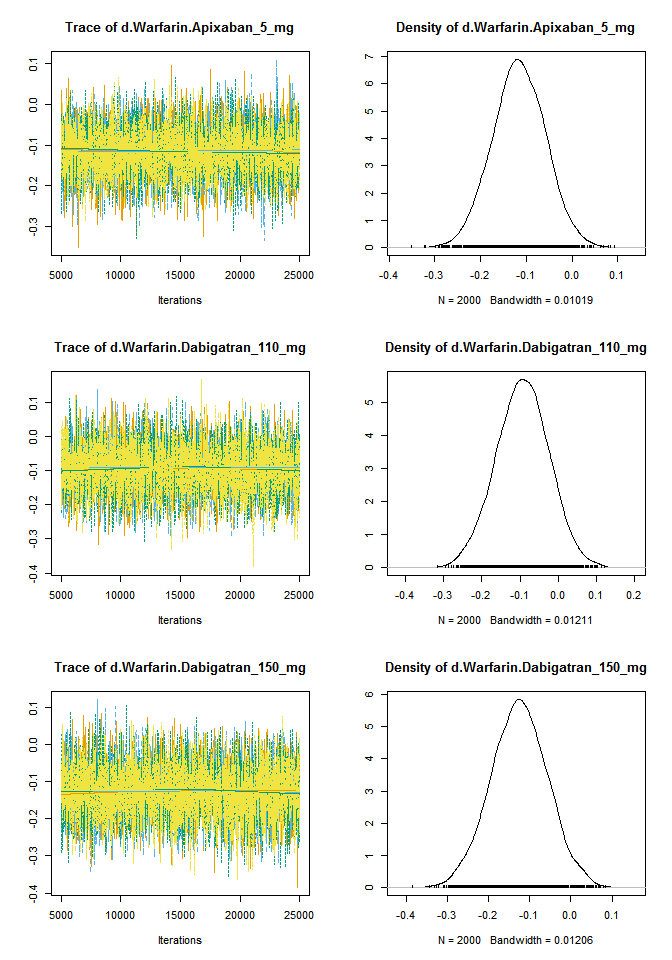 Trace of d.Warfarin.Apixaban_5_mg
0.1
0.0
-0.1
-0.2
-0.3
5000 10000 15000 20000 25000
Iterations
Density of d.Warfarin.Apixaban_5_mg
7
6
5
4
3
2
1
0
-0.4 -0.3 -0.2 -0.1 0.0 0.1
N = 2000 Bandwidth = 0.01019
Trace of d.Warfarin.Dabigatran_110_mg
0.1
0.0
-0.1
-0.2
-0.3
-0.4
5000 10000 15000 20000 25000
Iterations
Density of d.Warfarin.Dabigatran_110_mg
5
4
3
2
1
0
-0.4 -0.3 -0.2 -0.1 0.0 0.1 0.2
N = 2000 Bandwidth = 0.01211
Trace of d.Warfarin.Dabigatran_150_mg
0.1
0.0
-0.1
-0.2
-0.3
-0.4
5000 10000 15000 20000 25000
Iterations
Density of d.Warfarin.Dabigatran_150_mg
6
5
4
3
2
1
0
-0.4 -0.3 -0.2 -0.1 0.0 0.1
N = 2000 Bandwidth = 0.01206